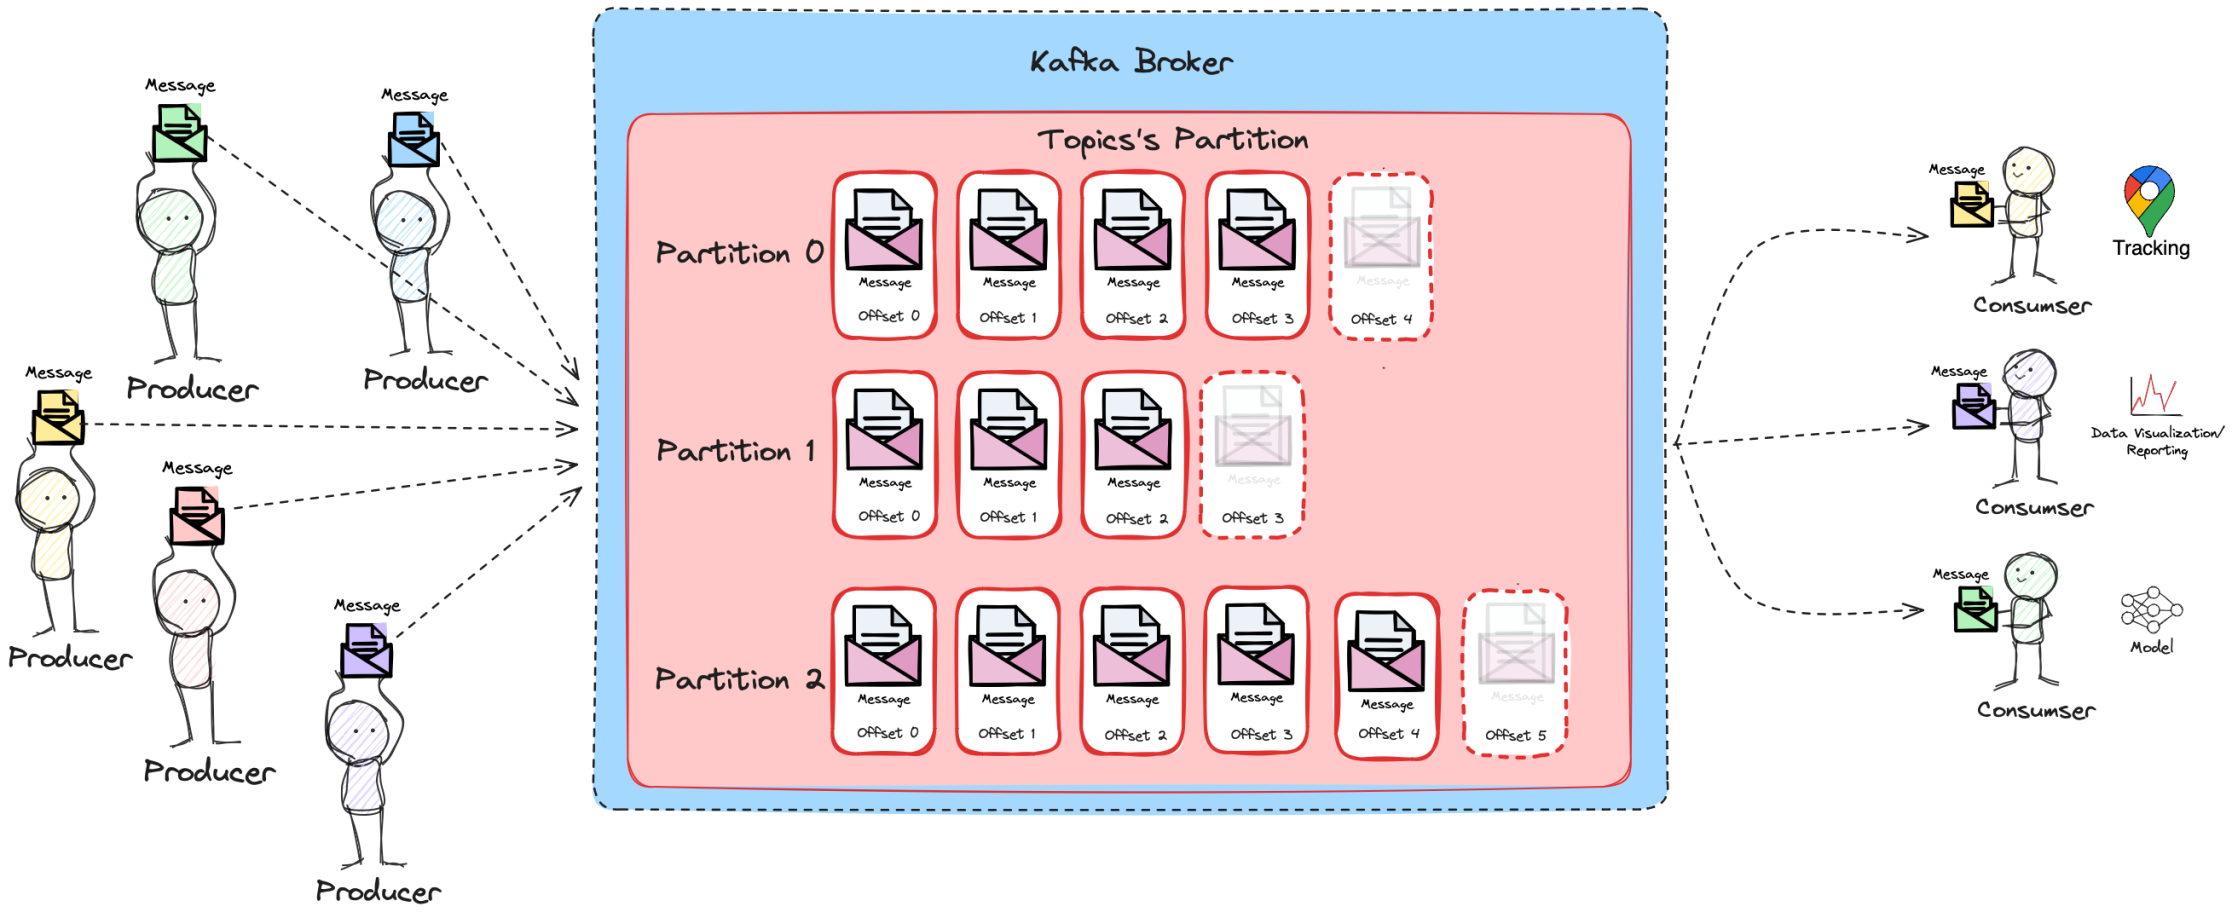 Kafka Broker
Topics's Partition
Message
Producer
Message
Producer
Message
Producer
Message
Producer
Message
Producer
Partition 0
Message
Offset 0
Message
Offset 1
Message
Offset 2
Message
Offset 3
Message
Offset 4
Partition 1
Message
Offset 0
Message
Offset 1
Message
Offset 2
Message
Offset 3
Partition 2
Message
Offset 0
Message
Offset 1
Message
Offset 2
Message
Offset 3
Message
Offset 4
Message
Offset 5
Message
Tracking
Consumser
Message
Data Visualization/
Reporting
Consumser
Message
Model
Consumser